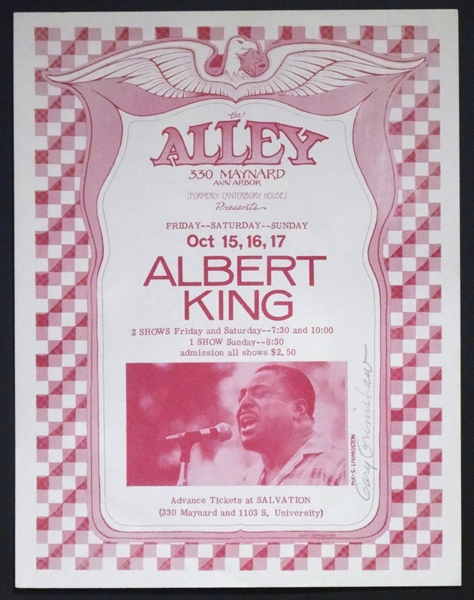 the
ALLEY
330 MAYNARD
ANN ARBOR
(FORMERLY CANTERBURY HOUSE)
Presents
FRIDAY--SATURDAY--SUNDAY
Oct 15, 16, 17
ALBERT
KING
2 SHOWS Friday and Saturday--7:30 and 10:00
1 SHOW Sunday--8:30
admission all shows $2.50
Gary Grimshaw
Advance Tickets at SALVATION
(330 Maynard and 1103 S, University)